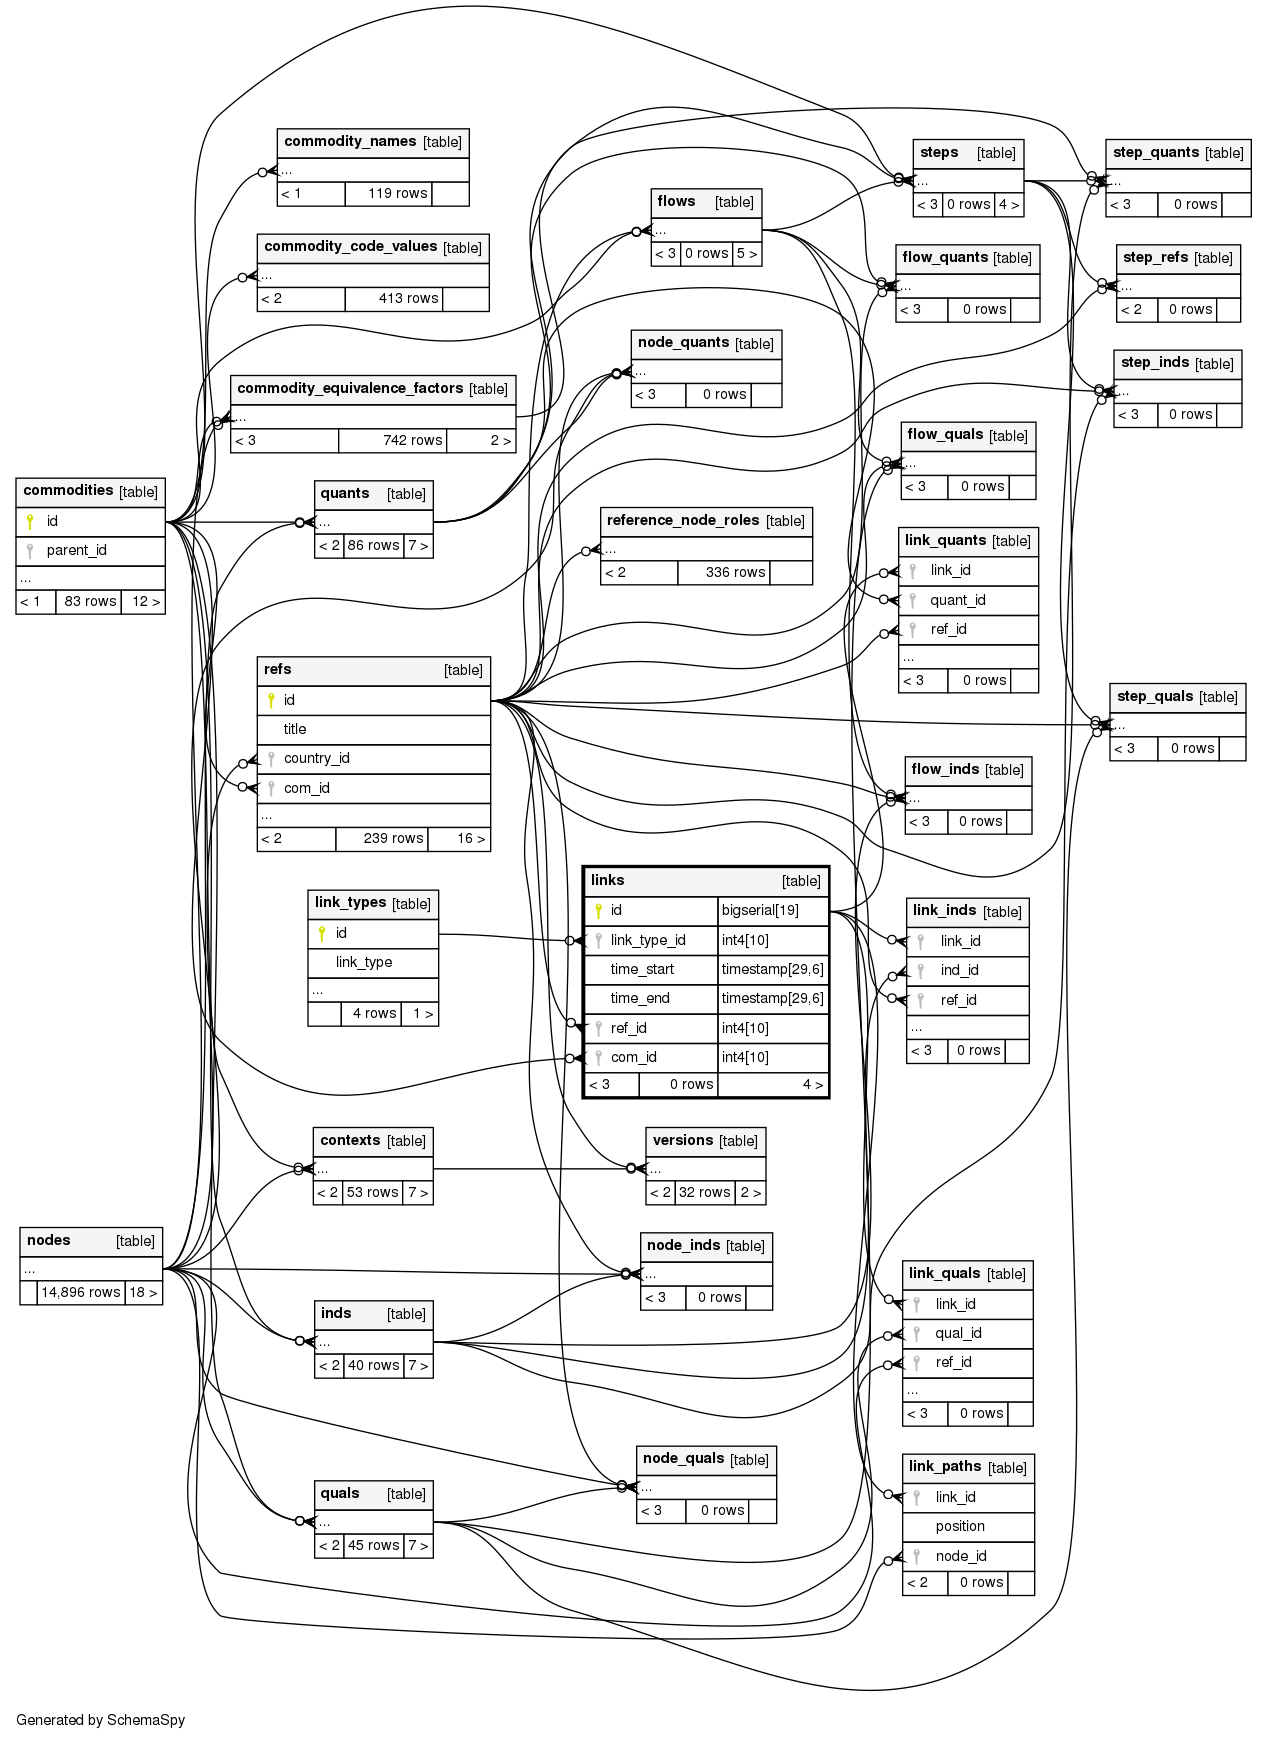 commodity_names [table]
...
< 1 119 rows
commodity_code_values [table]
...
< 2 413 rows
commodity_equivalence_factors [table]
...
< 3 742 rows 2 >
commodities [table]
id
parent_id
...
< 1 83 rows 12 >
quants [table]
...
< 2 86 rows 7 >
refs [table]
id
title
country_id
com_id
...
< 2 239 rows 16 >
link_types [table]
id
link_type
...
4 rows 1 >
contexts [table]
...
< 2 53 rows 7 >
nodes [table]
...
14,896 rows 18 >
inds [table]
...
< 2 40 rows 7 >
quals [table]
...
< 2 45 rows 7 >
flows [table]
...
< 3 0 rows 5 >
node_quants [table]
...
< 3 0 rows
reference_node_roles [table]
...
< 2 336 rows
links [table]
id bigserial[19]
link_type_id int4[10]
time_start timestamp[29,6]
time_end timestamp[29,6]
ref_id int4[10]
com_id int4[10]
< 3 0 rows 4 >
versions [table]
...
< 2 32 rows 2 >
node_inds [table]
...
< 3 0 rows
node_quals [table]
...
< 3 0 rows
steps [table]
...
< 3 0 rows 4 >
flow_quants [table]
...
< 3 0 rows
flow_quals [table]
...
< 3 0 rows
link_quants [table]
link_id
quant_id
ref_id
...
< 3 0 rows
flow_inds [table]
...
< 3 0 rows
link_inds [table]
link_id
ind_id
ref_id
...
< 3 0 rows
link_quals [table]
link_id
qual_id
ref_id
...
< 3 0 rows
link_paths [table]
link_id
position
node_id
< 2 0 rows
step_quants [table]
...
< 3 0 rows
step_refs [table]
...
< 2 0 rows
step_inds [table]
...
< 3 0 rows
step_quals [table]
...
< 3 0 rows
Generated by SchemaSpy